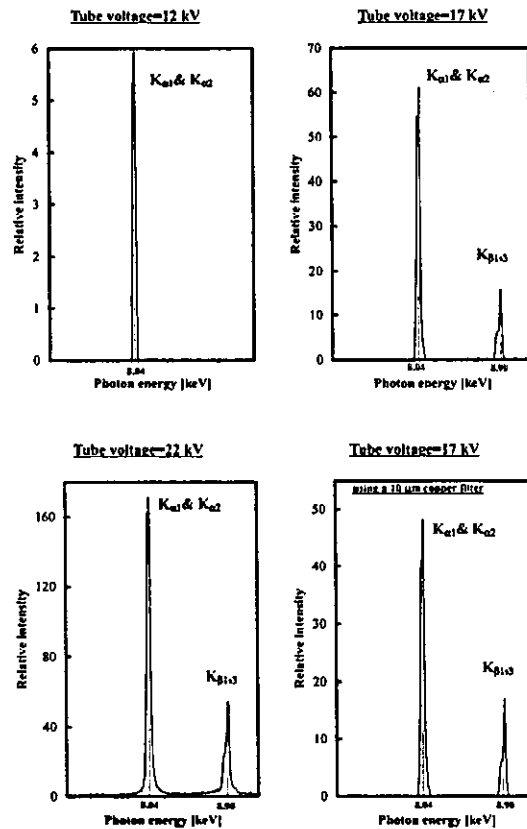 Tube voltage=12 kV
6
5
4
3
2
1
0
Relative intensity
Kα1& Kα2
8.04
Photon energy [keV]
Tube voltage=17 kV
70
60
50
40
30
20
10
0
Relative intensity
Kα1& Kα2
Kβ1,3
8.04
8.90
Photon energy [keV]
Tube voltage=22 kV
160
120
80
40
0
Relative intensity
Kα1& Kα2
Kβ1,3
8.04
8.90
Photon energy [keV]
Tube voltage=17 kV
using a 10 μm copper filter
50
40
30
20
10
0
Relative intensity
Kα1& Kα2
Kβ1,3
8.04
8.90
Photon energy [keV]